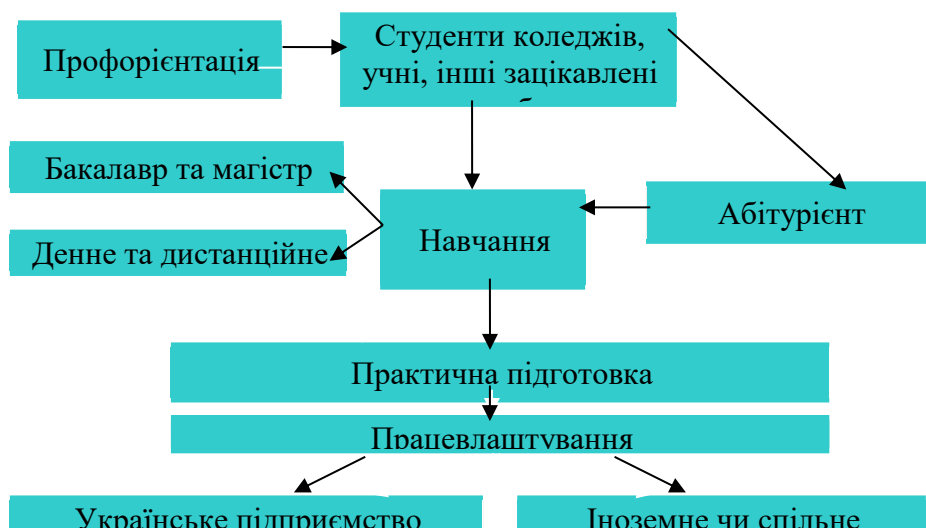 Профорієнтація
Студенти коледжів,
учні, інші зацікавлені
Бакалавр та магістр
Абітурієнт
Навчання
Денне та дистанційне
Практична підготовка
Працевлаштування
Українське підприємство
Іноземне чи спільне